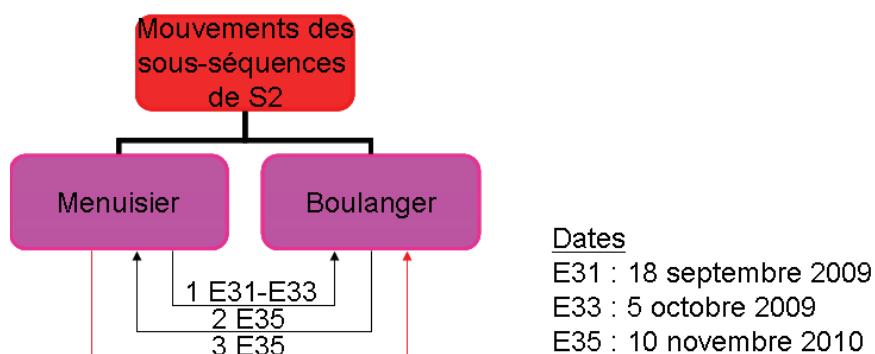 Mouvements des
sous-séquences
de S2
Menuisier
Boulanger
1 E31-E33
2 E35
3 E35
Dates
E31 : 18 septembre 2009
E33 : 5 octobre 2009
E35 : 10 novembre 2010